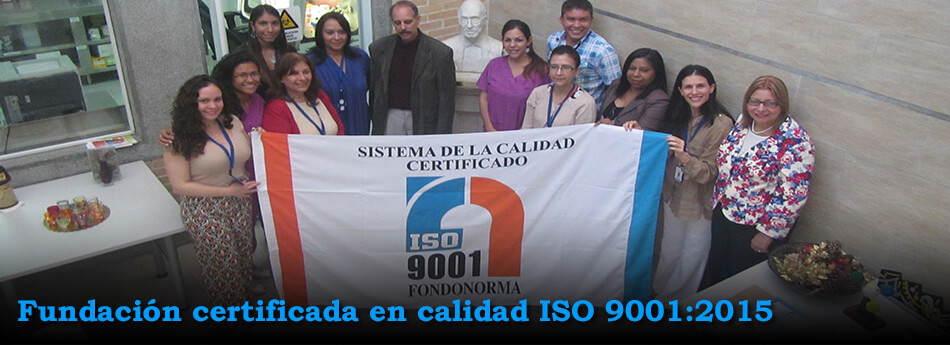 SISTEMA DE LA CALIDAD
CERTIFICADO
ISO
9001
FONDONORMA
Fundación certificada en calidad ISO 9001:2015